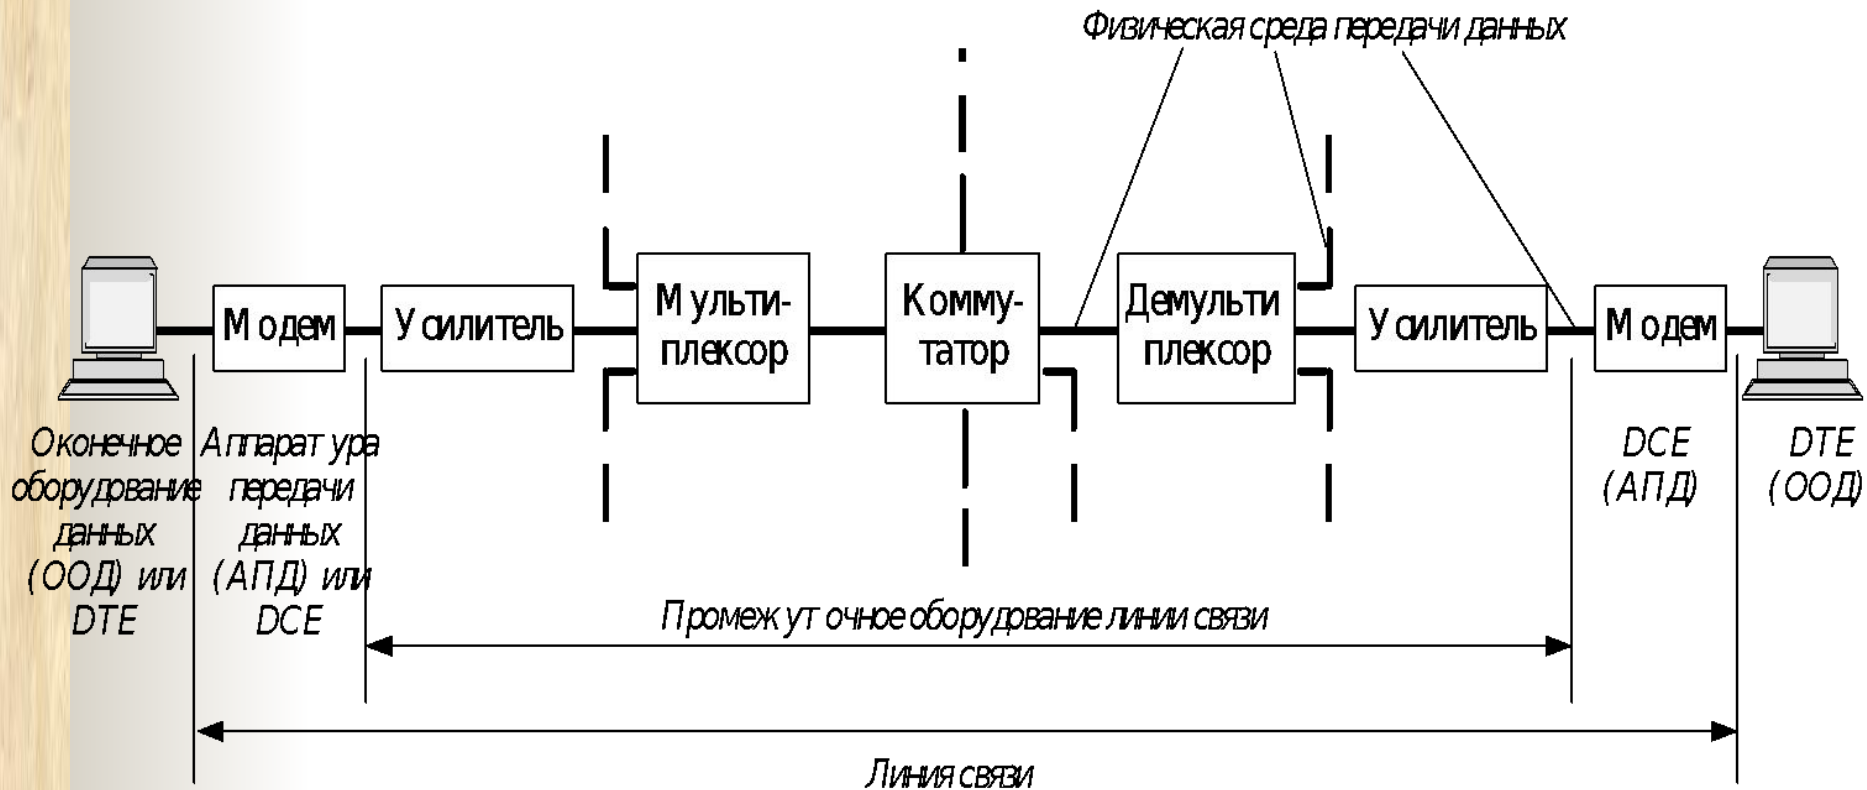 Физическая среда передачи данных
Модем
Усилитель
Мульти-
плексор
Комму-
татор
Демульти
плексор
Усилитель
Модем
Оконечное
оборудование
данных
(ООД) или
DTE
Аппаратура
передачи
данных
(АПД) или
DCE
DCE
(АПД)
DTE
(ООД)
Промежуточное оборудование линии связи
Линия связи